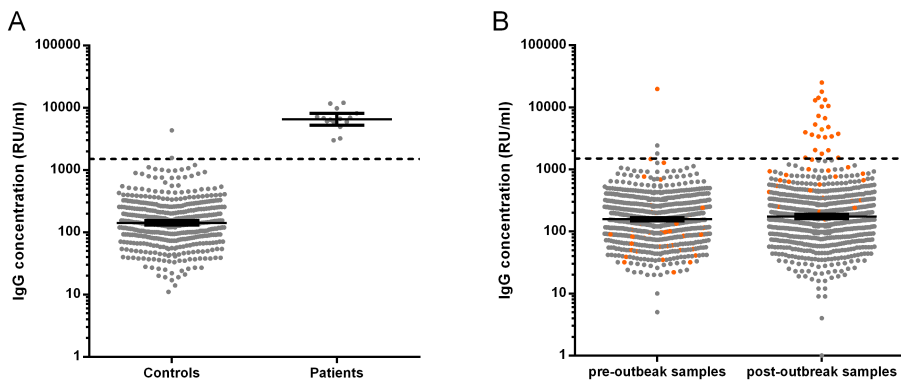 A
IgG concentration (RU/ml)
100000
10000
1000
100
10
1
Controls
Patients
B
IgG concentration (RU/ml)
100000
10000
1000
100
10
1
pre-outbeak samples
post-outbreak samples